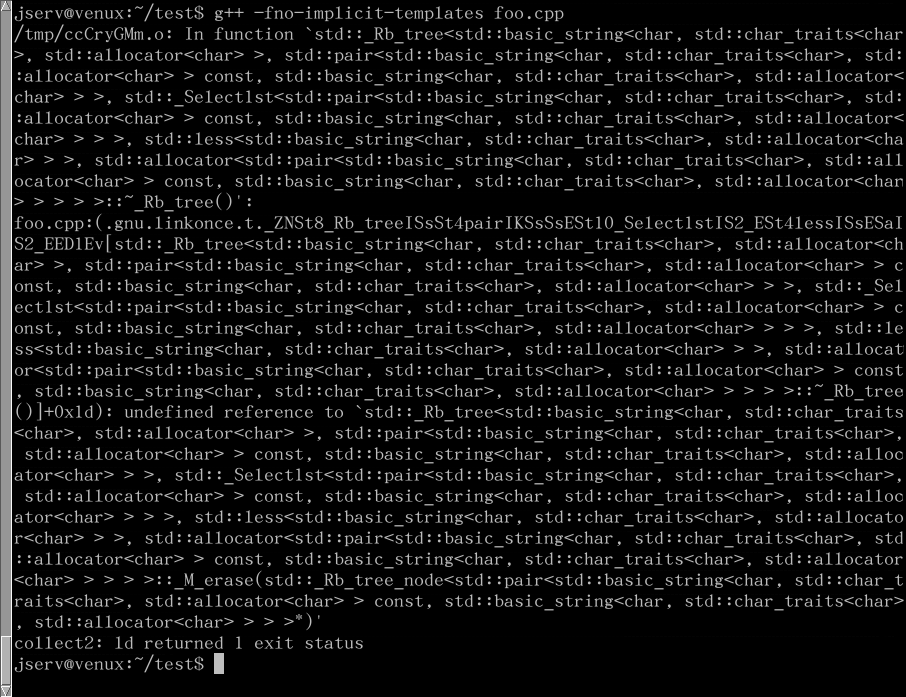 jserv@venux:~/test$ g++ -fno-implicit-templates foo.cpp
/tmp/ccCryGMm.o: In function `std::_Rb_tree<std::basic_string<char, std::char_traits<char
>, std::allocator<char> >, std::pair<std::basic_string<char, std::char_traits<char>, std:
:allocator<char> > const, std::basic_string<char, std::char_traits<char>, std::allocator<
char> > >, std::_Select1st<std::pair<std::basic_string<char, std::char_traits<char>, std:
:allocator<char> > const, std::basic_string<char, std::char_traits<char>, std::allocator<
char> > > >, std::less<std::basic_string<char, std::char_traits<char>, std::allocator<cha
r> > >, std::allocator<std::pair<std::basic_string<char, std::char_traits<char>, std::all
ocator<char> > const, std::basic_string<char, std::char_traits<char>, std::allocator<char
> > > > >::~_Rb_tree()':
foo.cpp:(.gnu.linkonce.t._ZNSt8_Rb_treeISsSt4pairIKSsSsESt10_Select1stIS2_ESt4lessISsESaI
S2_EED1Ev[std::_Rb_tree<std::basic_string<char, std::char_traits<char>, std::allocator<ch
ar> >, std::pair<std::basic_string<char, std::char_traits<char>, std::allocator<char> > c
onst, std::basic_string<char, std::char_traits<char>, std::allocator<char> > >, std::_Sel
ect1st<std::pair<std::basic_string<char, std::char_traits<char>, std::allocator<char> > c
onst, std::basic_string<char, std::char_traits<char>, std::allocator<char> > > >, std::le
ss<std::basic_string<char, std::char_traits<char>, std::allocator<char> > >, std::allocat
or<std::pair<std::basic_string<char, std::char_traits<char>, std::allocator<char> > const
, std::basic_string<char, std::char_traits<char>, std::allocator<char> > > > >::~_Rb_tree
()]+0x1d): undefined reference to `std::_Rb_tree<std::basic_string<char, std::char_traits
<char>, std::allocator<char> >, std::pair<std::basic_string<char, std::char_traits<char>,
 std::allocator<char> > const, std::basic_string<char, std::char_traits<char>, std::alloc
ator<char> > >, std::_Select1st<std::pair<std::basic_string<char, std::char_traits<char>,
 std::allocator<char> > const, std::basic_string<char, std::char_traits<char>, std::alloc
ator<char> > > >, std::less<std::basic_string<char, std::char_traits<char>, std::allocato
r<char> > >, std::allocator<std::pair<std::basic_string<char, std::char_traits<char>, std
::allocator<char> > const, std::basic_string<char, std::char_traits<char>, std::allocator
<char> > > > >::_M_erase(std::_Rb_tree_node<std::pair<std::basic_string<char, std::char_t
raits<char>, std::allocator<char> > const, std::basic_string<char, std::char_traits<char>
, std::allocator<char> > > >*)'
collect2: ld returned 1 exit status
jserv@venux:~/test$